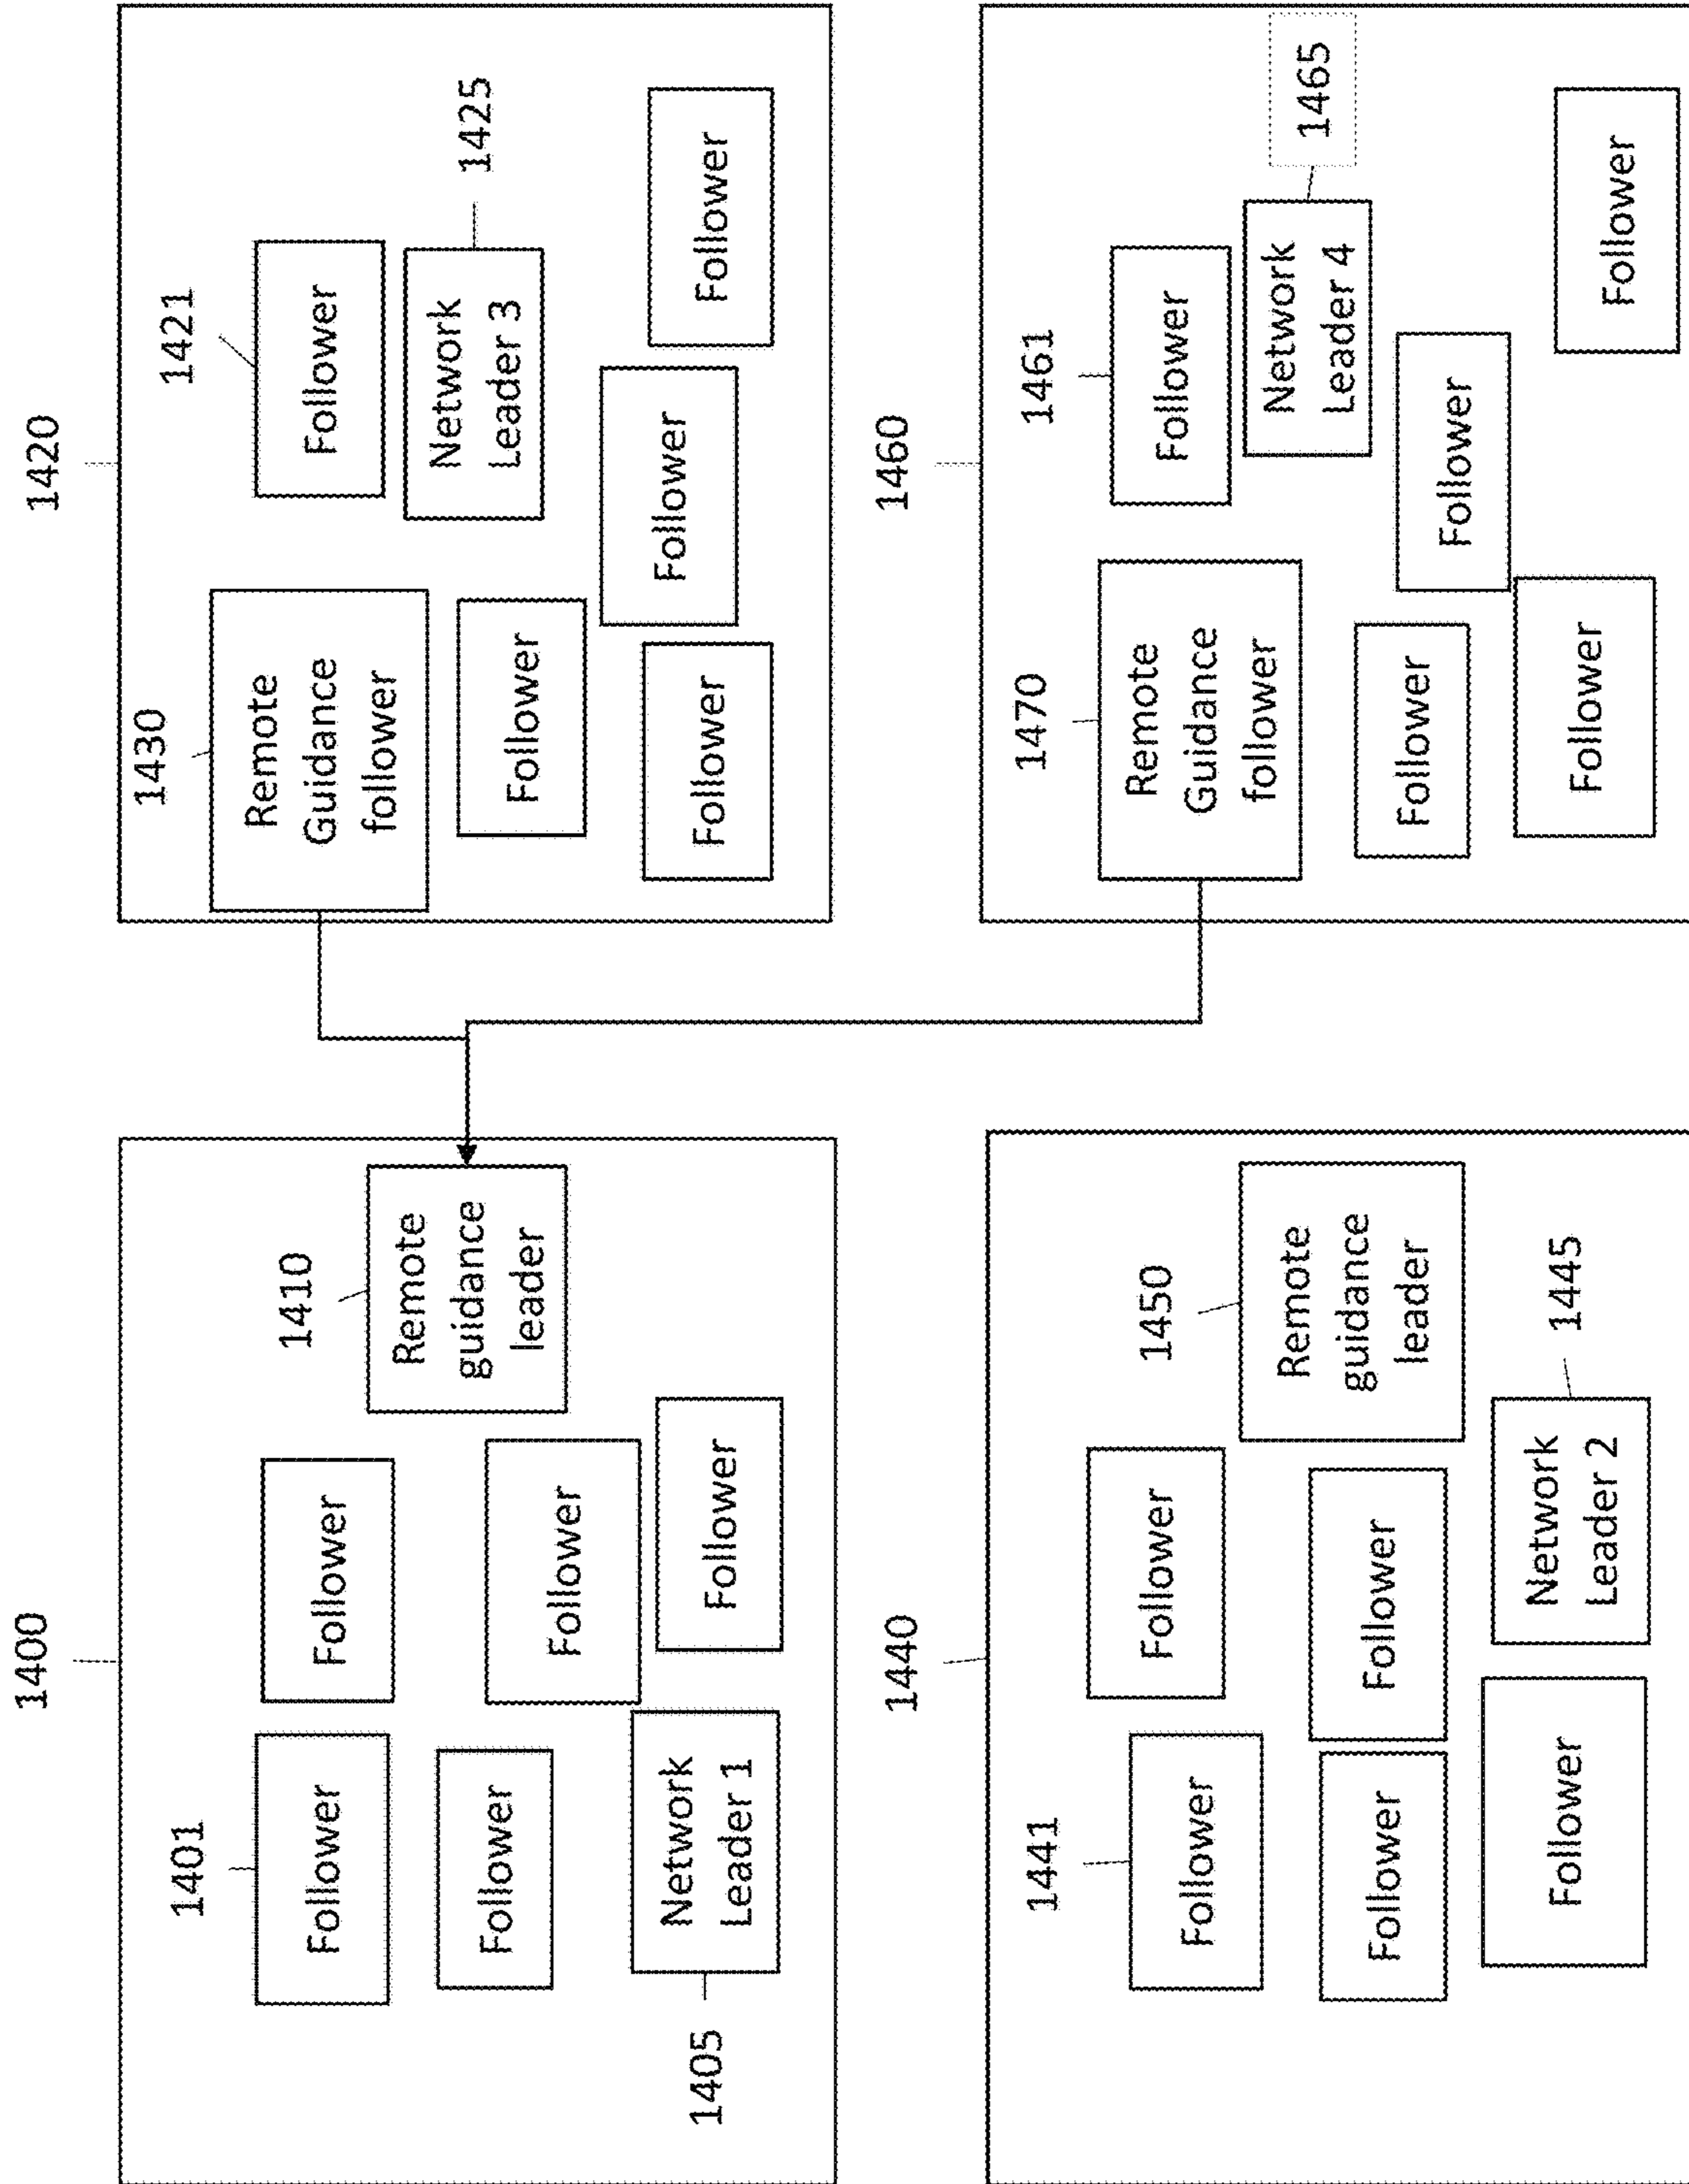 1400
1401
Follower
Follower
1410
Remote
guidance
leader
Follower
Follower
1405
Network
Leader 1
Follower
1420
1430
Remote
Guidance
follower
1421
Follower
Network
Leader 3
1425
Follower
Follower
Follower
Follower
1440
1441
Follower
Follower
1450
Remote
guidance
leader
Follower
Follower
Follower
Network
Leader 2
1445
1460
1470
Remote
Guidance
follower
1461
Follower
Network
Leader 4
1465
Follower
Follower
Follower
Follower